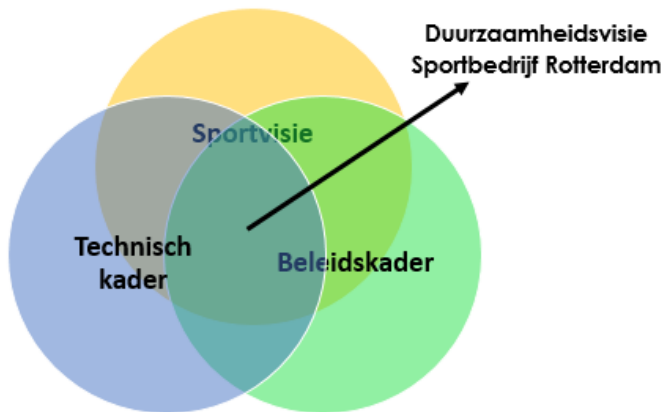 Duurzaamheidsvisie
Sportbedrijf Rotterdam
Sportvisie
Technisch
kader
Beleidskader